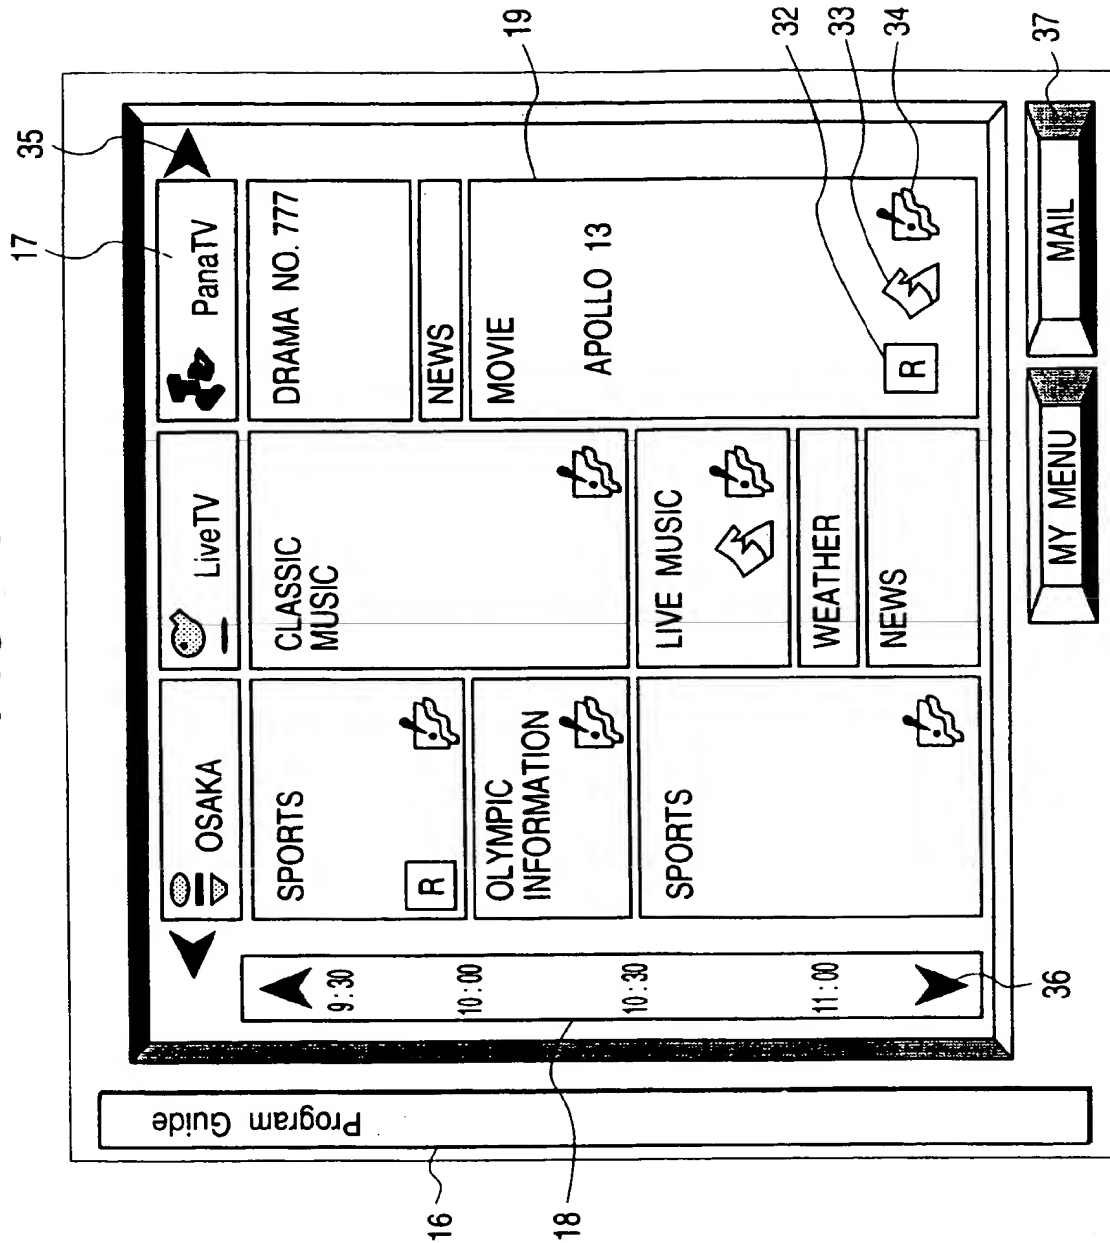 Program Guide
16
17
35
OSAKA
LiveTV
PanaTV
18
9:30
10:00
10:30
11:00
36
SPORTS
R
OLYMPIC
INFORMATION
SPORTS
CLASSIC
MUSIC
LIVE MUSIC
WEATHER
NEWS
DRAMA NO. 777
NEWS
MOVIE
APOLLO 13
R
19
32
33
34
MY MENU
MAIL
37